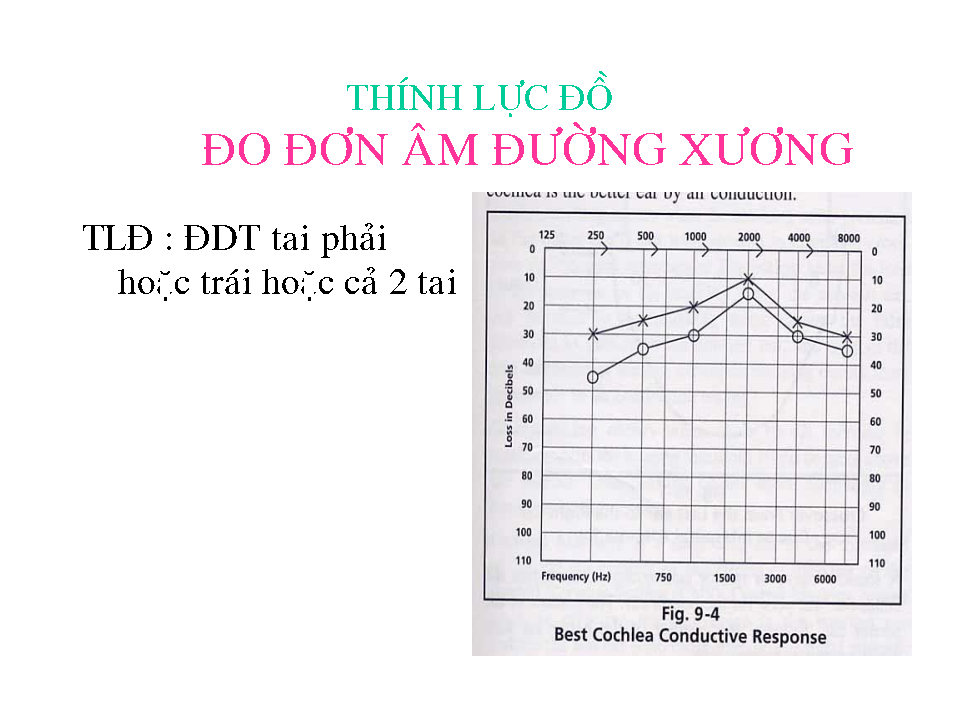 THÍNH LỰC ĐỒ
ĐO ĐƠN ÂM ĐƯỜNG XƯƠNG
TLĐ : ĐDT tai phải
hoặc trái hoặc cả 2 tai
cochlea is the better ear by air conduction.
125 250 500 1000 2000 4000 8000
0 0
10 10
20 20
30 30
40 40
50 50
60 60
70 70
80 80
90 90
100 100
110 110
Loss in Decibels
Frequency (Hz) 750 1500 3000 6000
Fig. 9-4
Best Cochlea Conductive Response